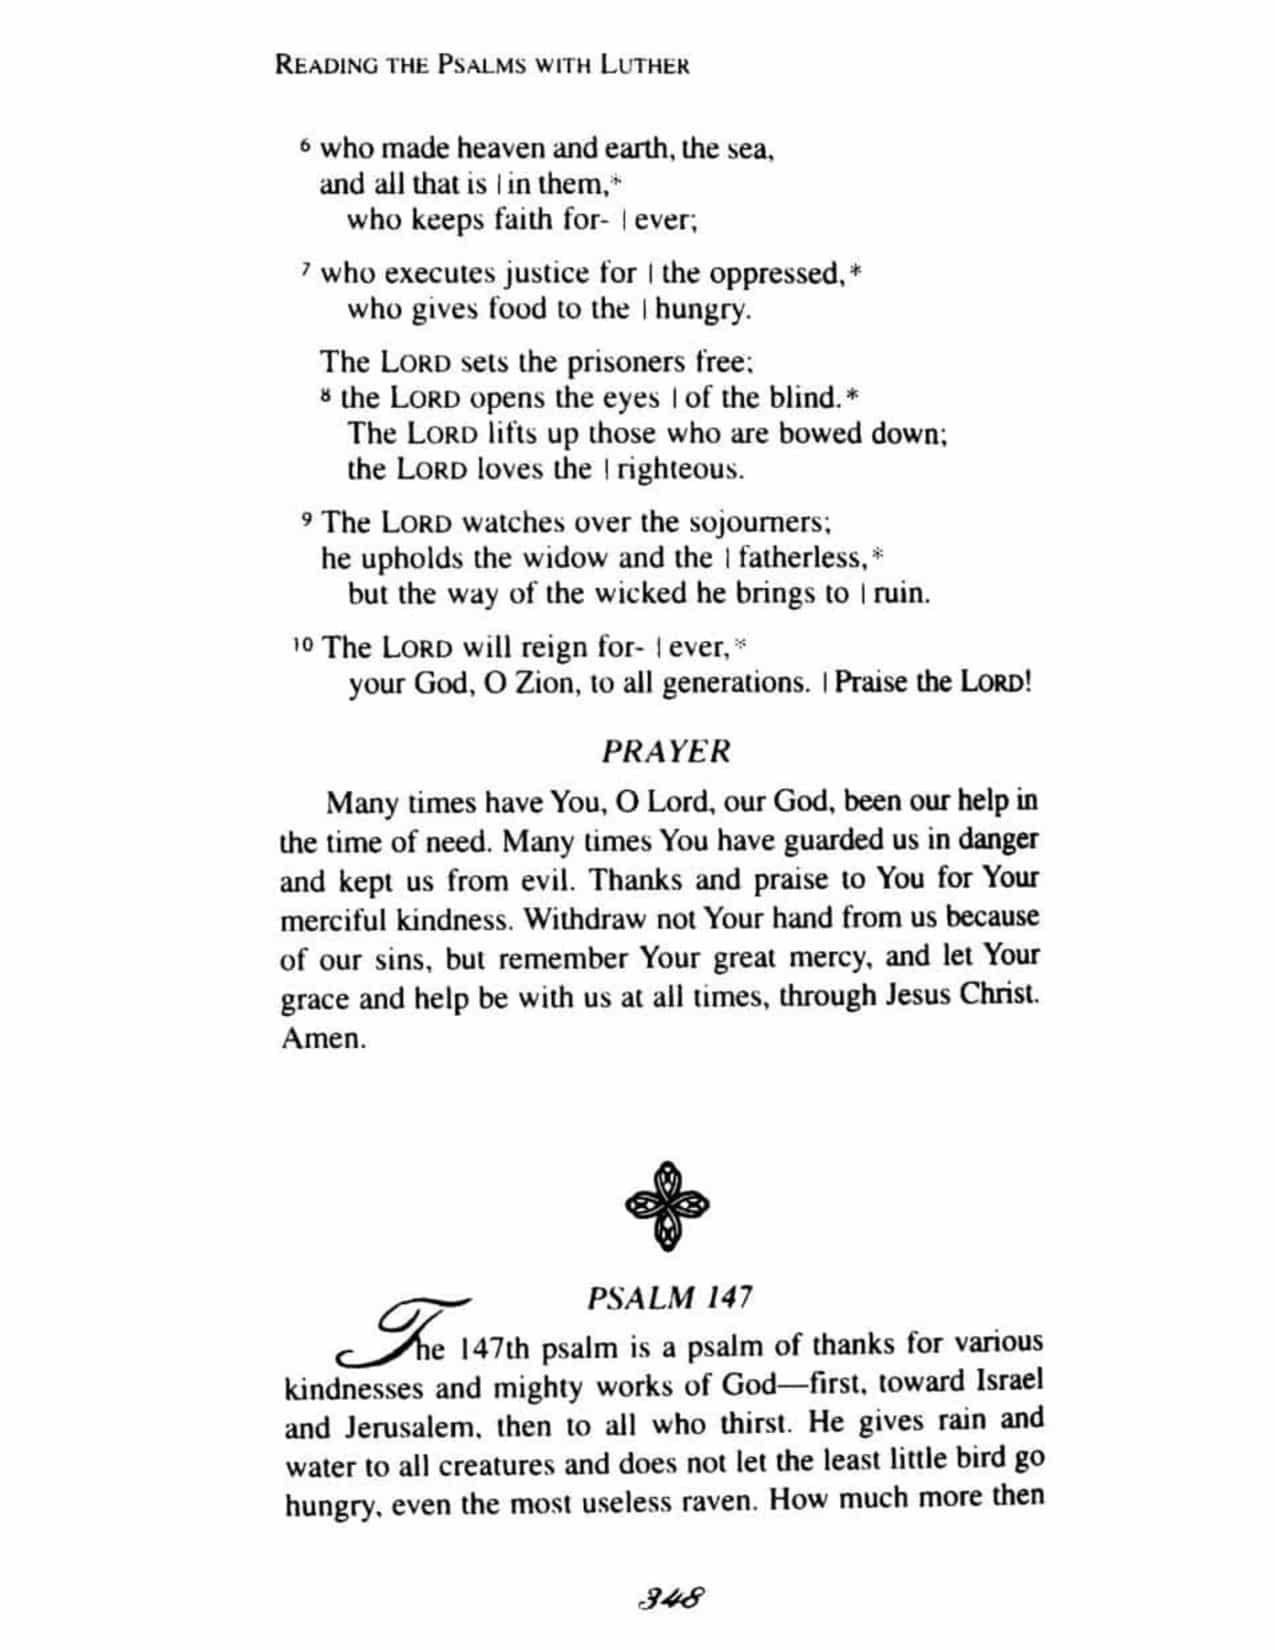 READING THE PSALMS WITH LUTHER
6 who made heaven and earth, the sea,
and all that is | in them,*
who keeps faith for- | ever;
7 who executes justice for | the oppressed,*
who gives food to the | hungry.
The LORD sets the prisoners free;
8 the LORD opens the eyes | of the blind.*
The LORD lifts up those who are bowed down;
the LORD loves the | righteous.
9 The LORD watches over the sojourners;
he upholds the widow and the | fatherless,*
but the way of the wicked he brings to | ruin.
10 The LORD will reign for- | ever,*
your God, O Zion, to all generations. | Praise the LORD!
PRAYER
Many times have You, O Lord, our God, been our help in
the time of need. Many times You have guarded us in danger
and kept us from evil. Thanks and praise to You for Your
merciful kindness. Withdraw not Your hand from us because
of our sins, but remember Your great mercy, and let Your
grace and help be with us at all times, through Jesus Christ.
Amen.
PSALM 147
The 147th psalm is a psalm of thanks for various
kindnesses and mighty works of God—first, toward Israel
and Jerusalem, then to all who thirst. He gives rain and
water to all creatures and does not let the least little bird go
hungry, even the most useless raven. How much more then
348